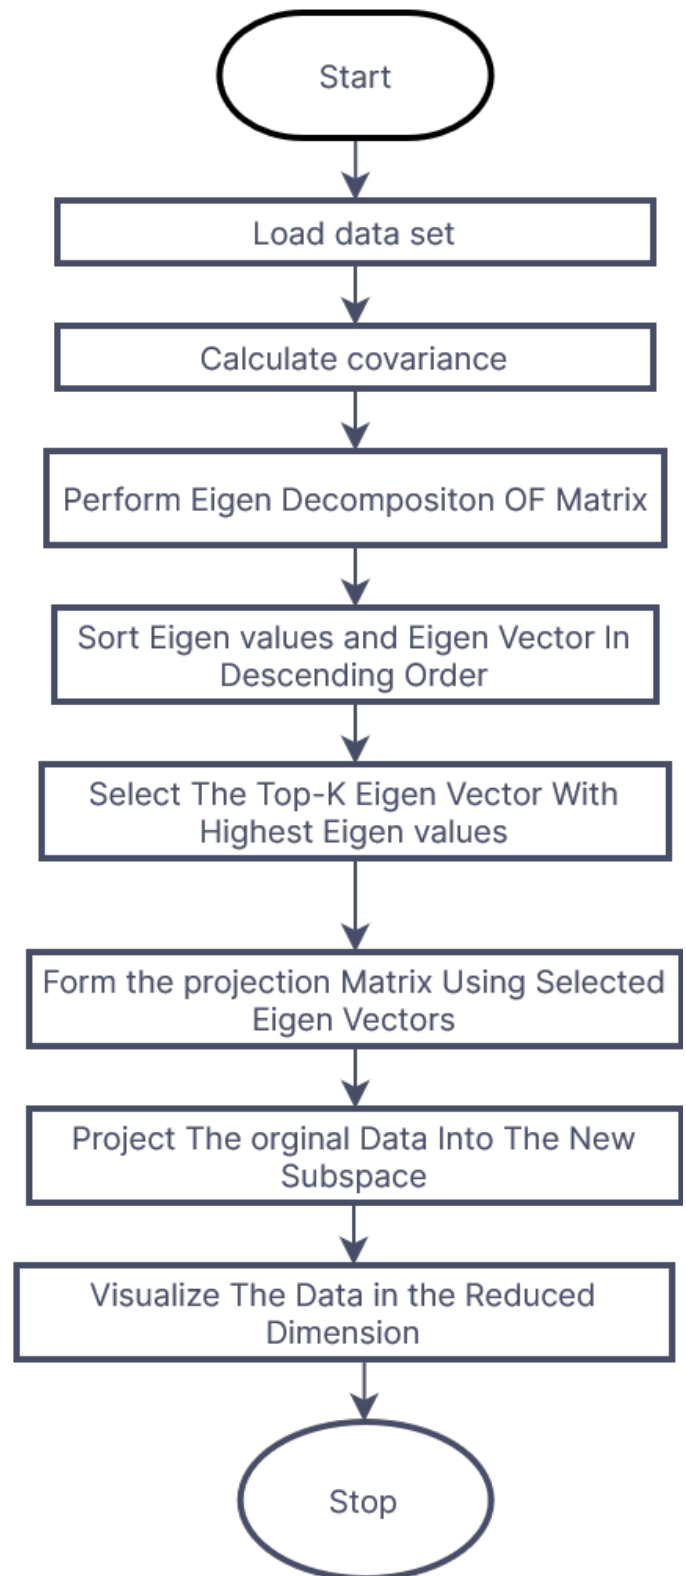 Start
Load data set
Calculate covariance
Perform Eigen Decompositon OF Matrix
Sort Eigen values and Eigen Vector In
Descending Order
Select The Top-K Eigen Vector With
Highest Eigen values
Form the projection Matrix Using Selected
Eigen Vectors
Project The orginal Data Into The New
Subspace
Visualize The Data in the Reduced
Dimension
Stop